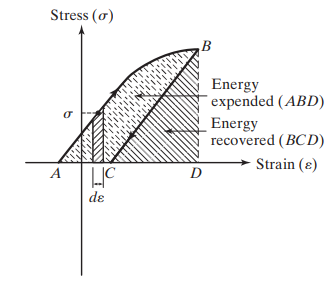 Stress (σ)
B
Energy
expended (ABD)
Energy
recovered (BCD)
σ
Strain (ε)
A
C
D
dε